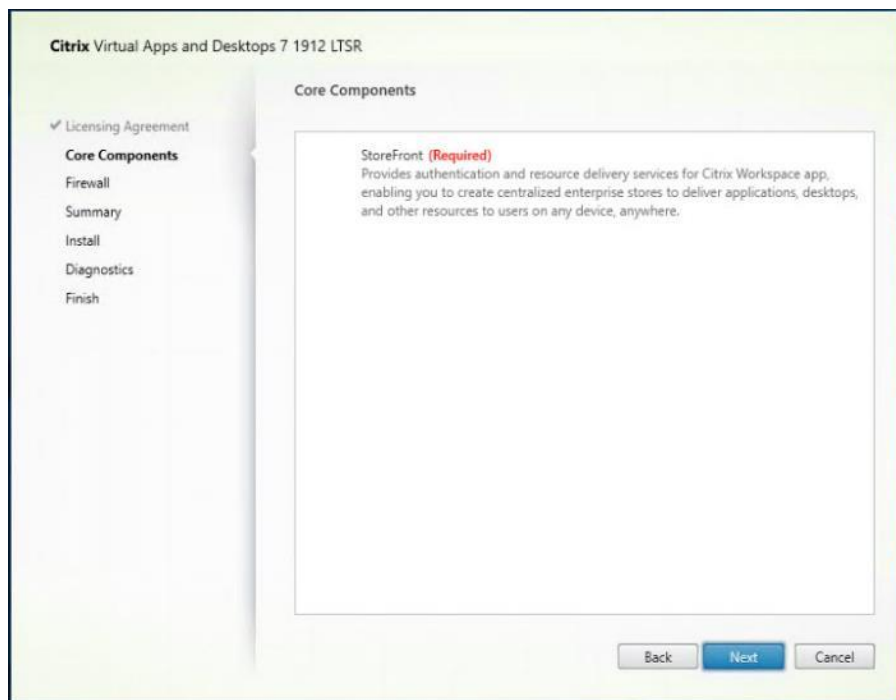 Citrix Virtual Apps and Desktops 7 1912 LTSR
Core Components
✔ Licensing Agreement
Core Components
Firewall
Summary
Install
Diagnostics
Finish
StoreFront (Required)
Provides authentication and resource delivery services for Citrix Workspace app,
enabling you to create centralized enterprise stores to deliver applications, desktops,
and other resources to users on any device, anywhere.
Back Next Cancel